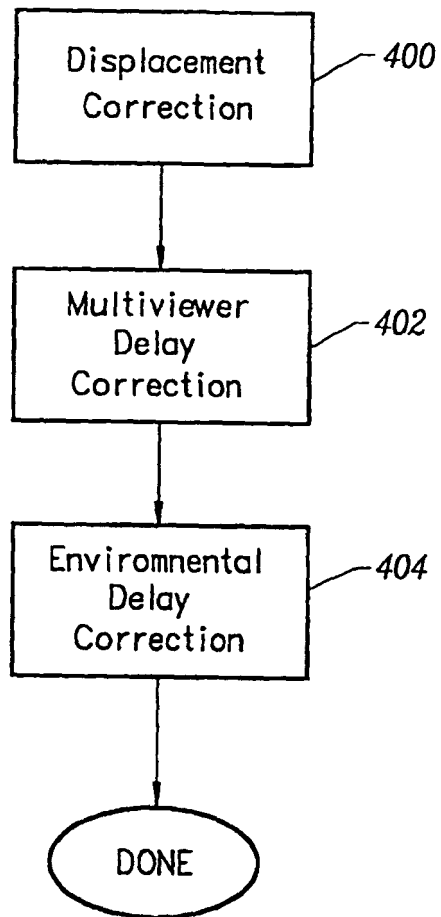 Displacement
Correction
400
Multiviewer
Delay
Correction
402
Enviromnental
Delay
Correction
404
DONE